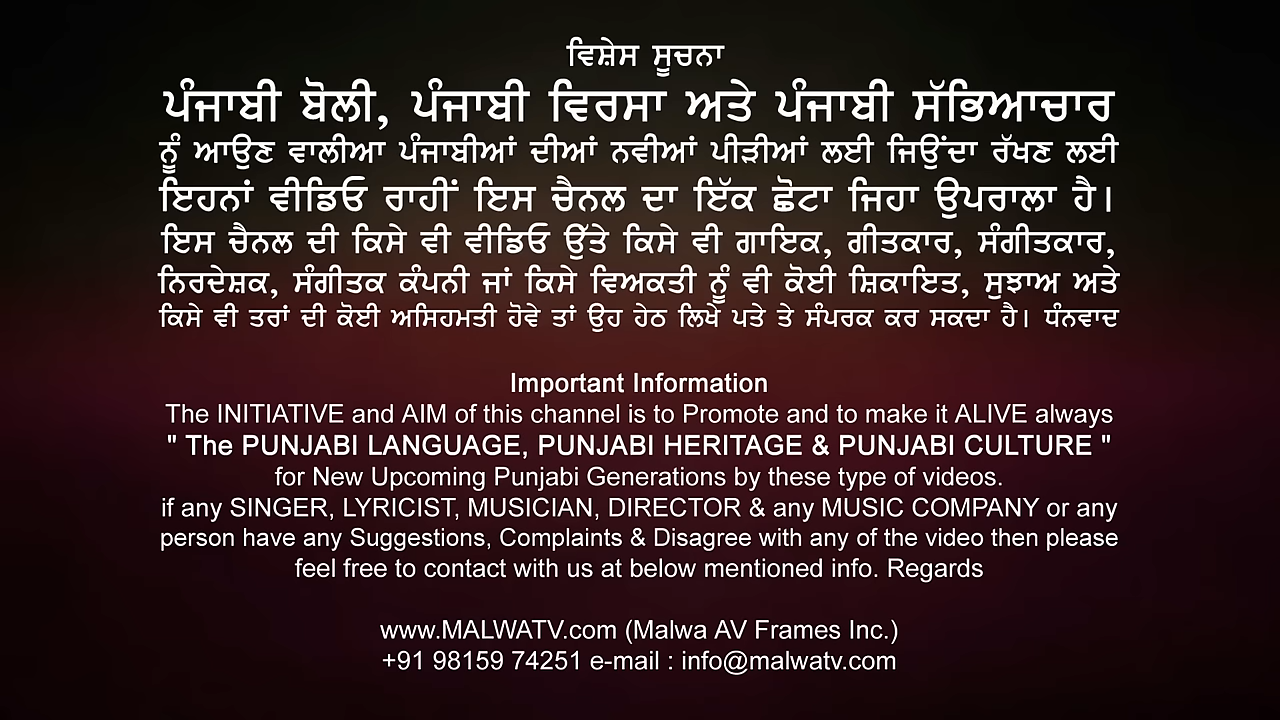 ਵਿਸ਼ੇਸ ਸੂਚਨਾ
ਪੰਜਾਬੀ ਬੋਲੀ, ਪੰਜਾਬੀ ਵਿਰਸਾ ਅਤੇ ਪੰਜਾਬੀ ਸੱਭਿਆਚਾਰ
ਨੂੰ ਆਉਣ ਵਾਲੀਆ ਪੰਜਾਬੀਆਂ ਦੀਆਂ ਨਵੀਆਂ ਪੀੜੀਆਂ ਲਈ ਜਿਉਂਦਾ ਰੱਖਣ ਲਈ
ਇਹਨਾਂ ਵੀਡਿਓ ਰਾਹੀਂ ਇਸ ਚੈਨਲ ਦਾ ਇੱਕ ਛੋਟਾ ਜਿਹਾ ਉਪਰਾਲਾ ਹੈ।
ਇਸ ਚੈਨਲ ਦੀ ਕਿਸੇ ਵੀ ਵੀਡਿਓ ਉੱਤੇ ਕਿਸੇ ਵੀ ਗਾਇਕ, ਗੀਤਕਾਰ, ਸੰਗੀਤਕਾਰ,
ਨਿਰਦੇਸ਼ਕ, ਸੰਗੀਤਕ ਕੰਪਨੀ ਜਾਂ ਕਿਸੇ ਵਿਅਕਤੀ ਨੂੰ ਵੀ ਕੋਈ ਸ਼ਿਕਾਇਤ, ਸੁਝਾਅ ਅਤੇ
ਕਿਸੇ ਵੀ ਤਰਾਂ ਦੀ ਕੋਈ ਅਸਿਹਮਤੀ ਹੋਵੇ ਤਾਂ ਉਹ ਹੇਠ ਲਿਖੇ ਪਤੇ ਤੇ ਸੰਪਰਕ ਕਰ ਸਕਦਾ ਹੈ। ਧੰਨਵਾਦ
Important Information
The INITIATIVE and AIM of this channel is to Promote and to make it ALIVE always
" The PUNJABI LANGUAGE, PUNJABI HERITAGE & PUNJABI CULTURE "
for New Upcoming Punjabi Generations by these type of videos.
if any SINGER, LYRICIST, MUSICIAN, DIRECTOR & any MUSIC COMPANY or any
person have any Suggestions, Complaints & Disagree with any of the video then please
feel free to contact with us at below mentioned info. Regards
www.MALWATV.com (Malwa AV Frames Inc.)
+91 98159 74251 e-mail : info@malwatv.com